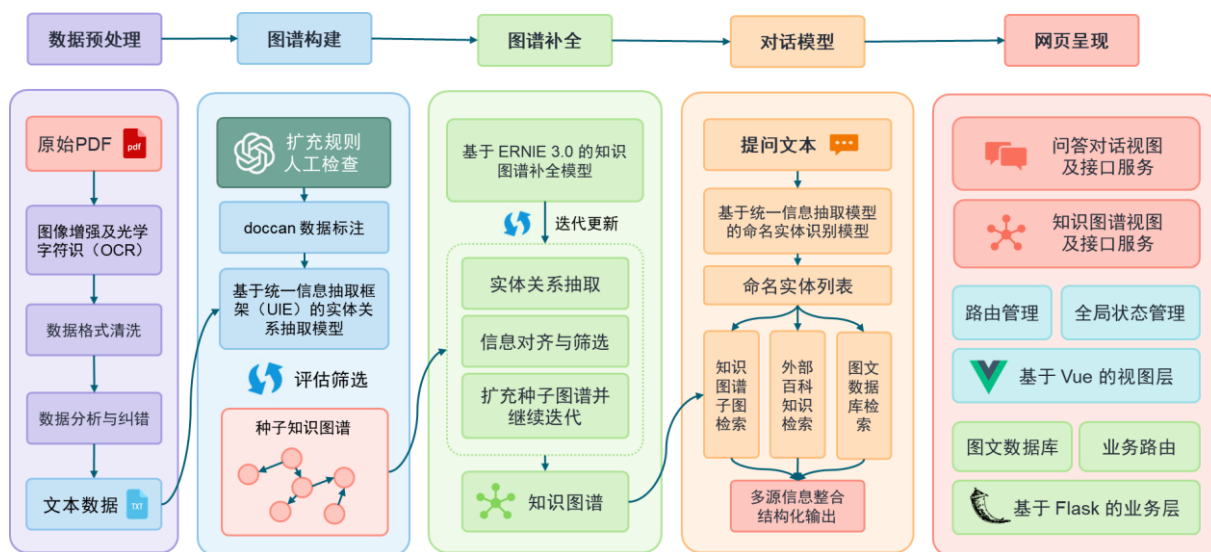 数据预处理
图谱构建
图谱补全
对话模型
网页呈现
原始PDF
pdf
图像增强及光学
字符识（OCR）
数据格式清洗
数据分析与纠错
文本数据
TXT
扩充规则
人工检查
doccan 数据标注
基于统一信息抽取框
架（UIE）的实体关
系抽取模型
评估筛选
种子知识图谱
基于 ERNIE 3.0 的知识
图谱补全模型
迭代更新
实体关系抽取
信息对齐与筛选
扩充种子图谱并
继续迭代
知识图谱
提问文本
基于统一信息抽取模型
的命名实体识别模型
命名实体列表
知识
图谱
子图
检索
外部
百科
知识
检索
图文
数据
库检
索
多源信息整合
结构化输出
问答对话视图
及接口服务
知识图谱视图
及接口服务
路由管理
全局状态管理
基于 Vue 的视图层
图文数据库
业务路由
基于 Flask 的业务层